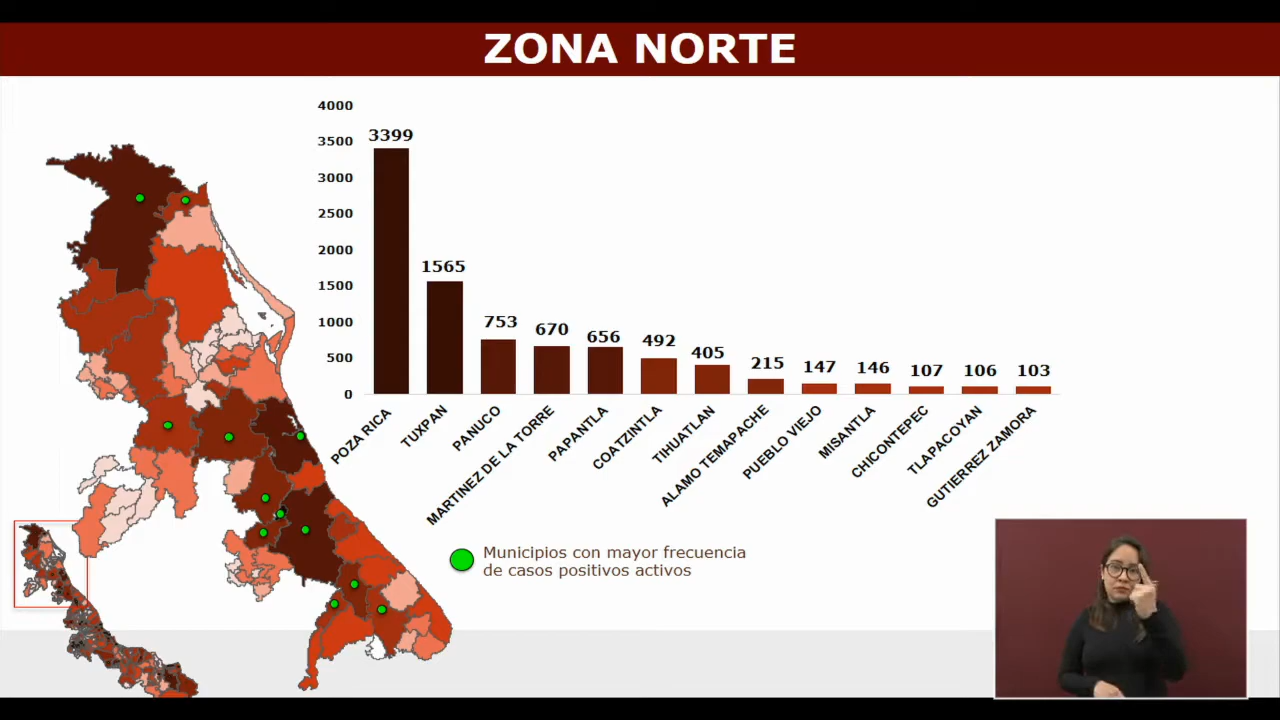 ZONA NORTE
4000
3500
3000
2500
2000
1500
1000
500
0
3399
1565
753
670
656
492
405
215
147
146
107
106
103
POZA RICA
TUXPAN
PANUCO
MARTINEZ DE LA TORRE
PAPANTLA
COATZINTLA
TIHUATLAN
ALAMO TEMAPACHE
PUEBLO VIEJO
MISANTLA
CHICONTEPEC
TLAPACOYAN
GUTIERREZ ZAMORA
Municipios con mayor frecuencia
de casos positivos activos